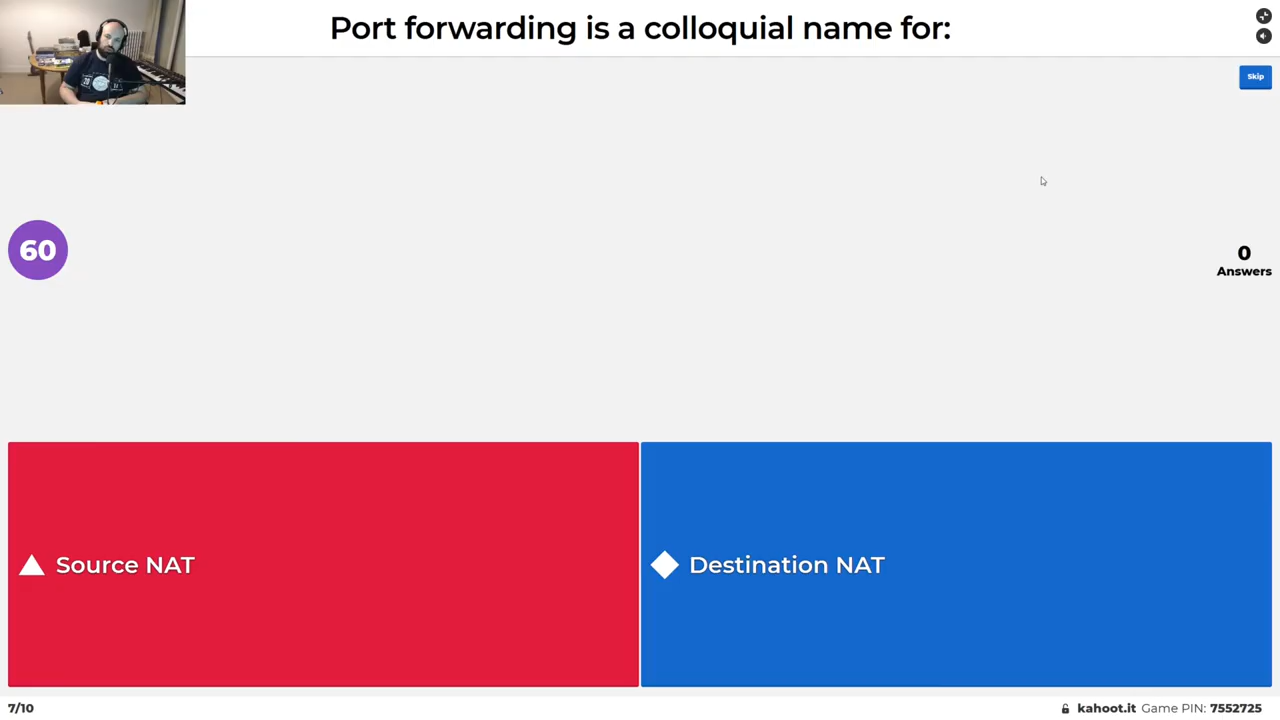 Port forwarding is a colloquial name for:
Skip
60
0
Answers
Source NAT
Destination NAT
7/10
kahoot.it Game PIN: 7552725